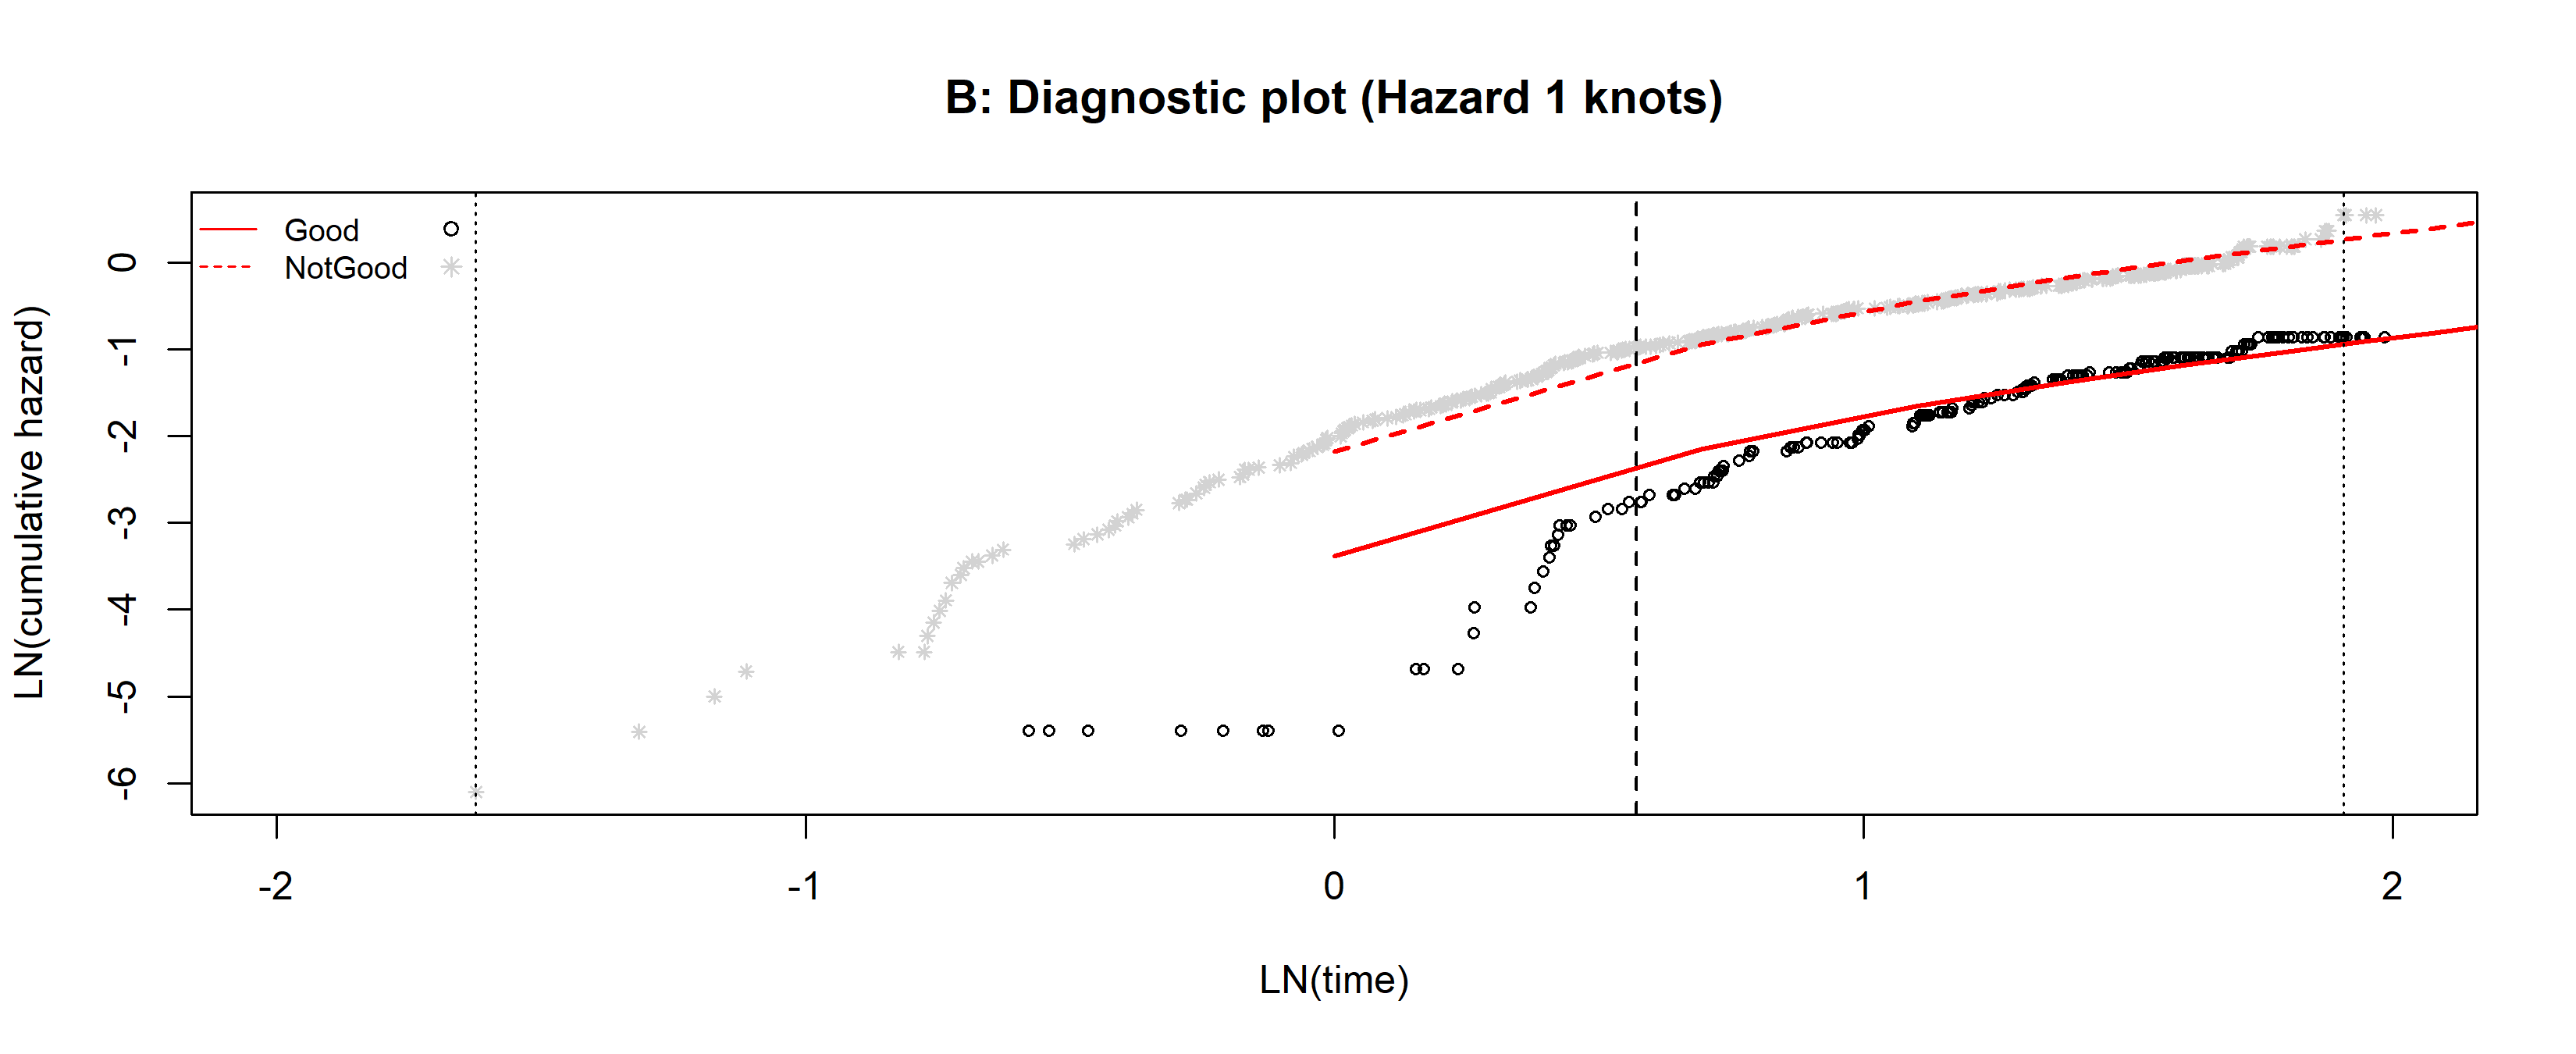 B: Diagnostic plot (Hazard 1 knots)
Good
NotGood
LN(cumulative hazard)
0
-1
-2
-3
-4
-5
-6
-2
-1
0
1
2
LN(time)